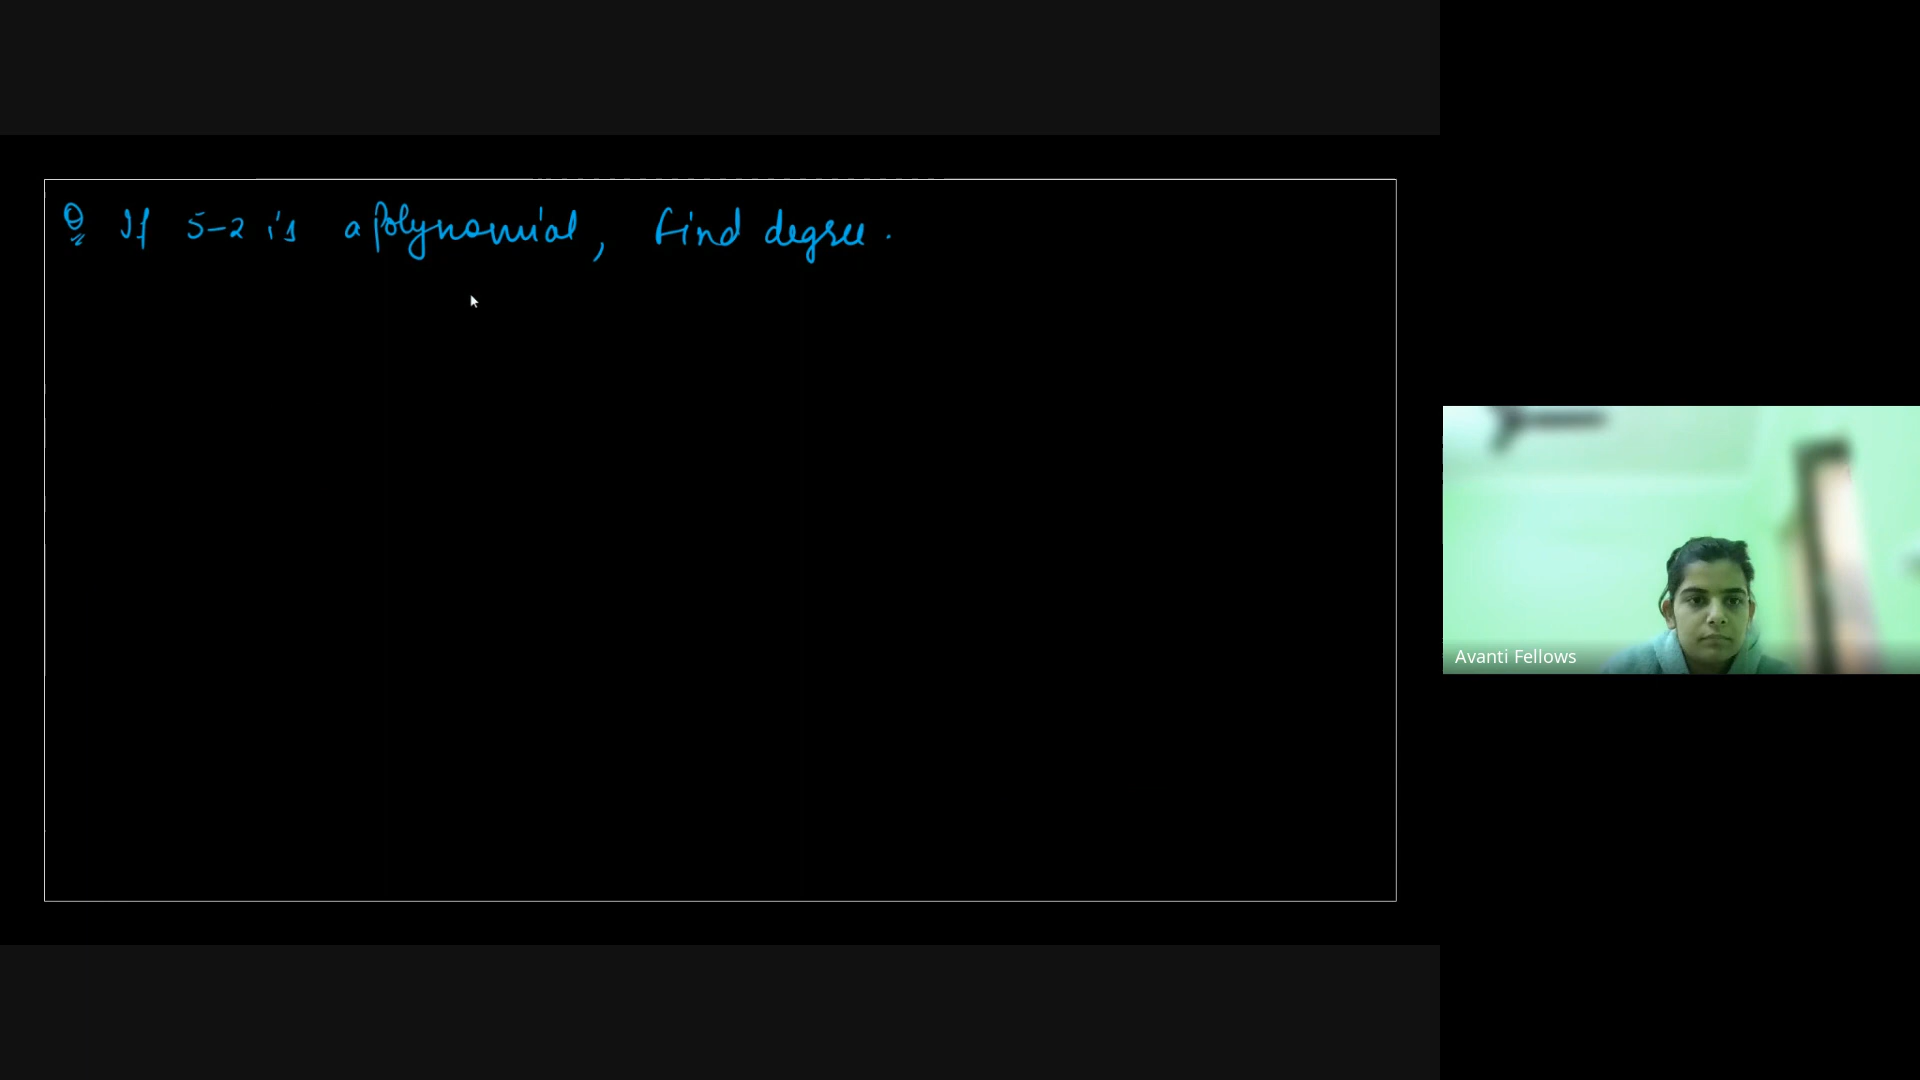 Q If 5-2 is a Polynomial, find degree.
Avanti Fellows